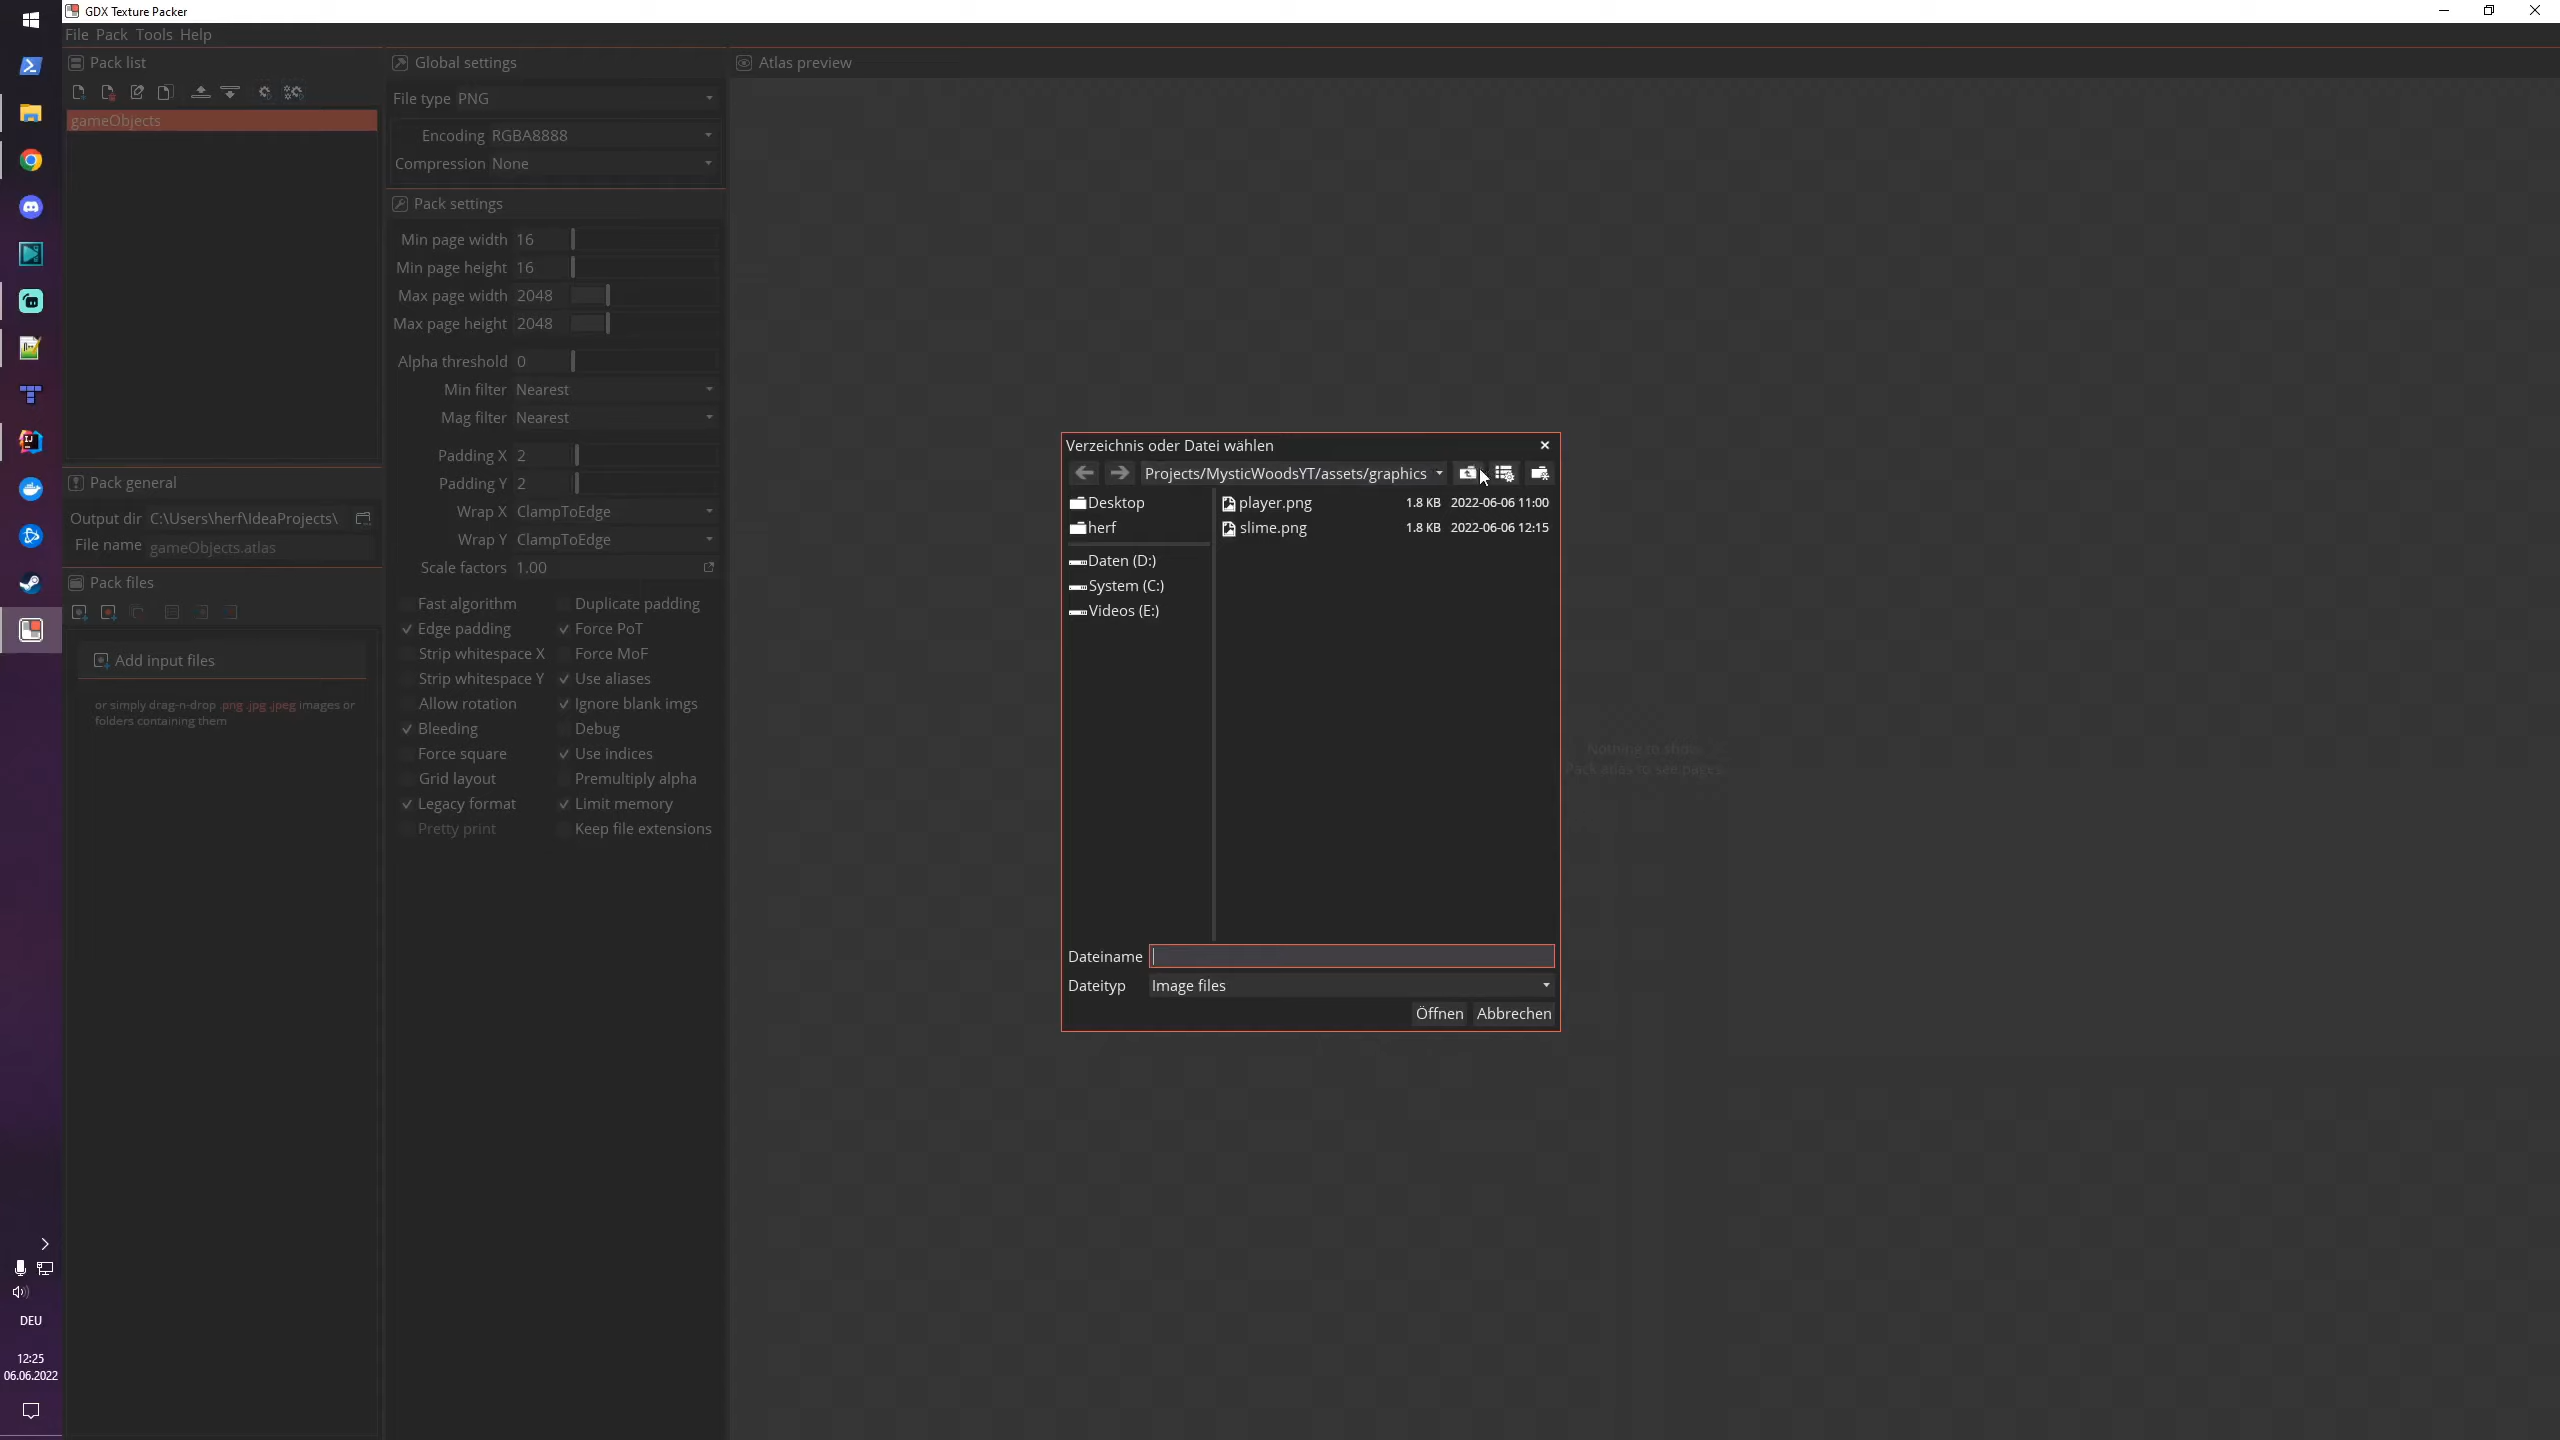 GDX Texture Packer
File Pack Tools Help
Pack list
gameObjects
Pack general
Output dir C:\Users\herf\IdeaProjects\
File name gameObjects.atlas
Pack files
Add input files
or simply drag-n-drop .png .jpg .jpeg images or
folders containing them
Global settings
File type PNG
Encoding RGBA8888
Compression None
Pack settings
Min page width 16
Min page height 16
Max page width 2048
Max page height 2048
Alpha threshold 0
Min filter Nearest
Mag filter Nearest
Padding X 2
Padding Y 2
Wrap X ClampToEdge
Wrap Y ClampToEdge
Scale factors 1.00
Fast algorithm Duplicate padding
Edge padding Force PoT
Strip whitespace X Force MoF
Strip whitespace Y Use aliases
Allow rotation Ignore blank imgs
Bleeding Debug
Force square Use indices
Grid layout Premultiply alpha
Legacy format Limit memory
Pretty print Keep file extensions
Atlas preview
Nothing to show
Pack atlas to see pages
Verzeichnis oder Datei wählen
Projects/MysticWoodsYT/assets/graphics
Desktop
herf
Daten (D:)
System (C:)
Videos (E:)
player.png 1.8 KB 2022-06-06 11:00
slime.png 1.8 KB 2022-06-06 12:15
Dateiname
Dateityp Image files
Öffnen Abbrechen
DEU
12:25
06.06.2022